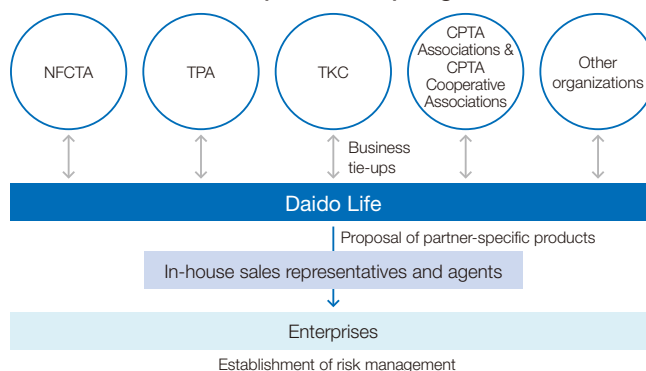 NFCTA
TPA
TKC
CPTA
Associations &
CPTA
Cooperative
Associations
Other
organizations
Business
tie-ups
Daido Life
Proposal of partner-specific products
In-house sales representatives and agents
Enterprises
Establishment of risk management